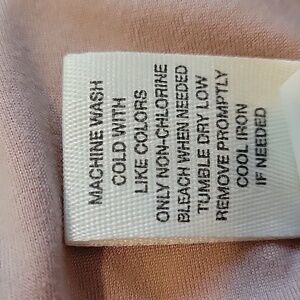 MACHINE WASH
COLD WITH
LIKE COLORS
ONLY NON-CHLORINE
BLEACH WHEN NEEDED
TUMBLE DRY LOW
REMOVE PROMPTLY
COOL IRON
IF NEEDED